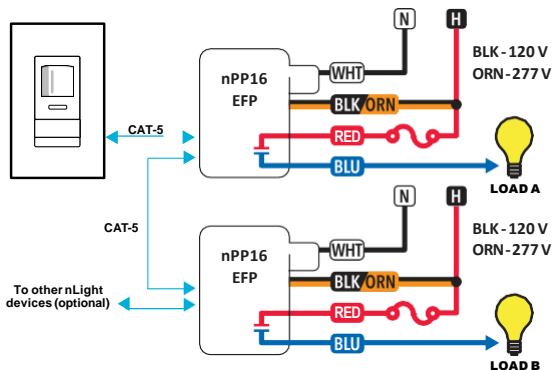 N
H
BLK - 120 V
ORN - 277 V
nPP16
EFP
WHT
BLK/ORN
CAT-5
RED
BLU
LOAD A
CAT-5
N
H
BLK - 120 V
ORN - 277 V
nPP16
EFP
WHT
BLK/ORN
To other nLight
devices (optional)
RED
BLU
LOAD B